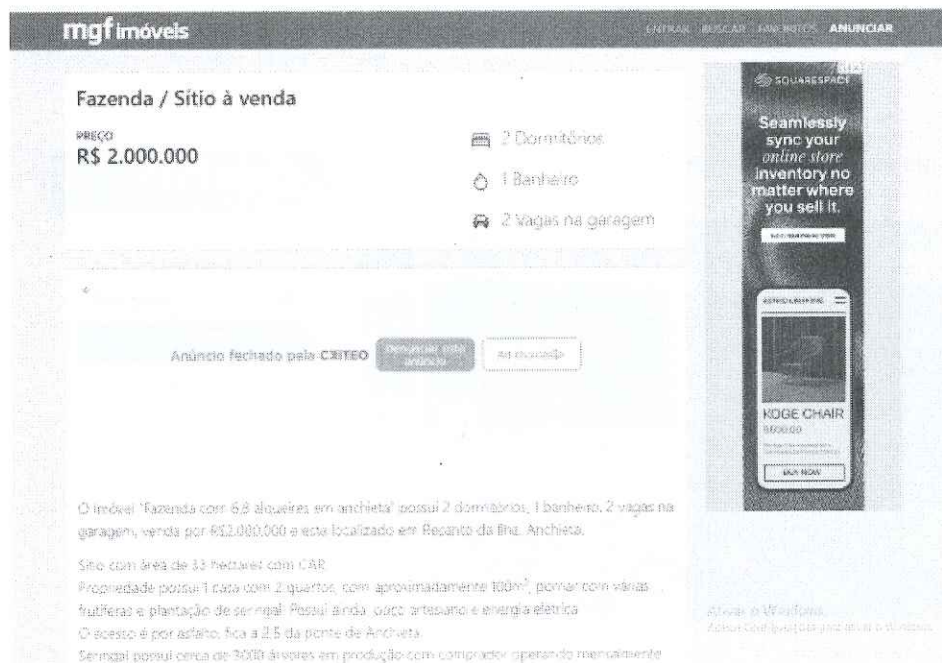 mgf imóveis
ENTRAR BUSCAR FAVORITOS ANUNCIAR
Fazenda / Sítio à venda
PREÇO
R$ 2.000.000
2 Dormitórios
1 Banheiro
2 Vagas na garagem
SQUARESPACE
Seamlessly
sync your
online store
inventory no
matter where
you sell it.
KOGE CHAIR
BUY NOW
Anúncio fechado pela CRITEO
Denunciar este
anúncio
O imóvel "Fazenda com 6,8 alqueires em anchieta" possui 2 dormitórios, 1 banheiro, 2 vagas na
garagem, venda por R$2.000.000 e esta localizado em Recanto da Ilha, Anchieta.
Sítio com área de 33 hectares com CAR
Propriedade possui 1 casa com 2 quartos, com aproximadamente 100m², pomar com várias
frutíferas e plantação de seringal. Possui ainda, poço artesiano e energia elétrica
O acesso é por asfalto, fica a 2.5 da ponte de Anchieta
Seringal possui cerca de 3000 árvores em produção com comprador operando mensalmente
Ativar o Windows